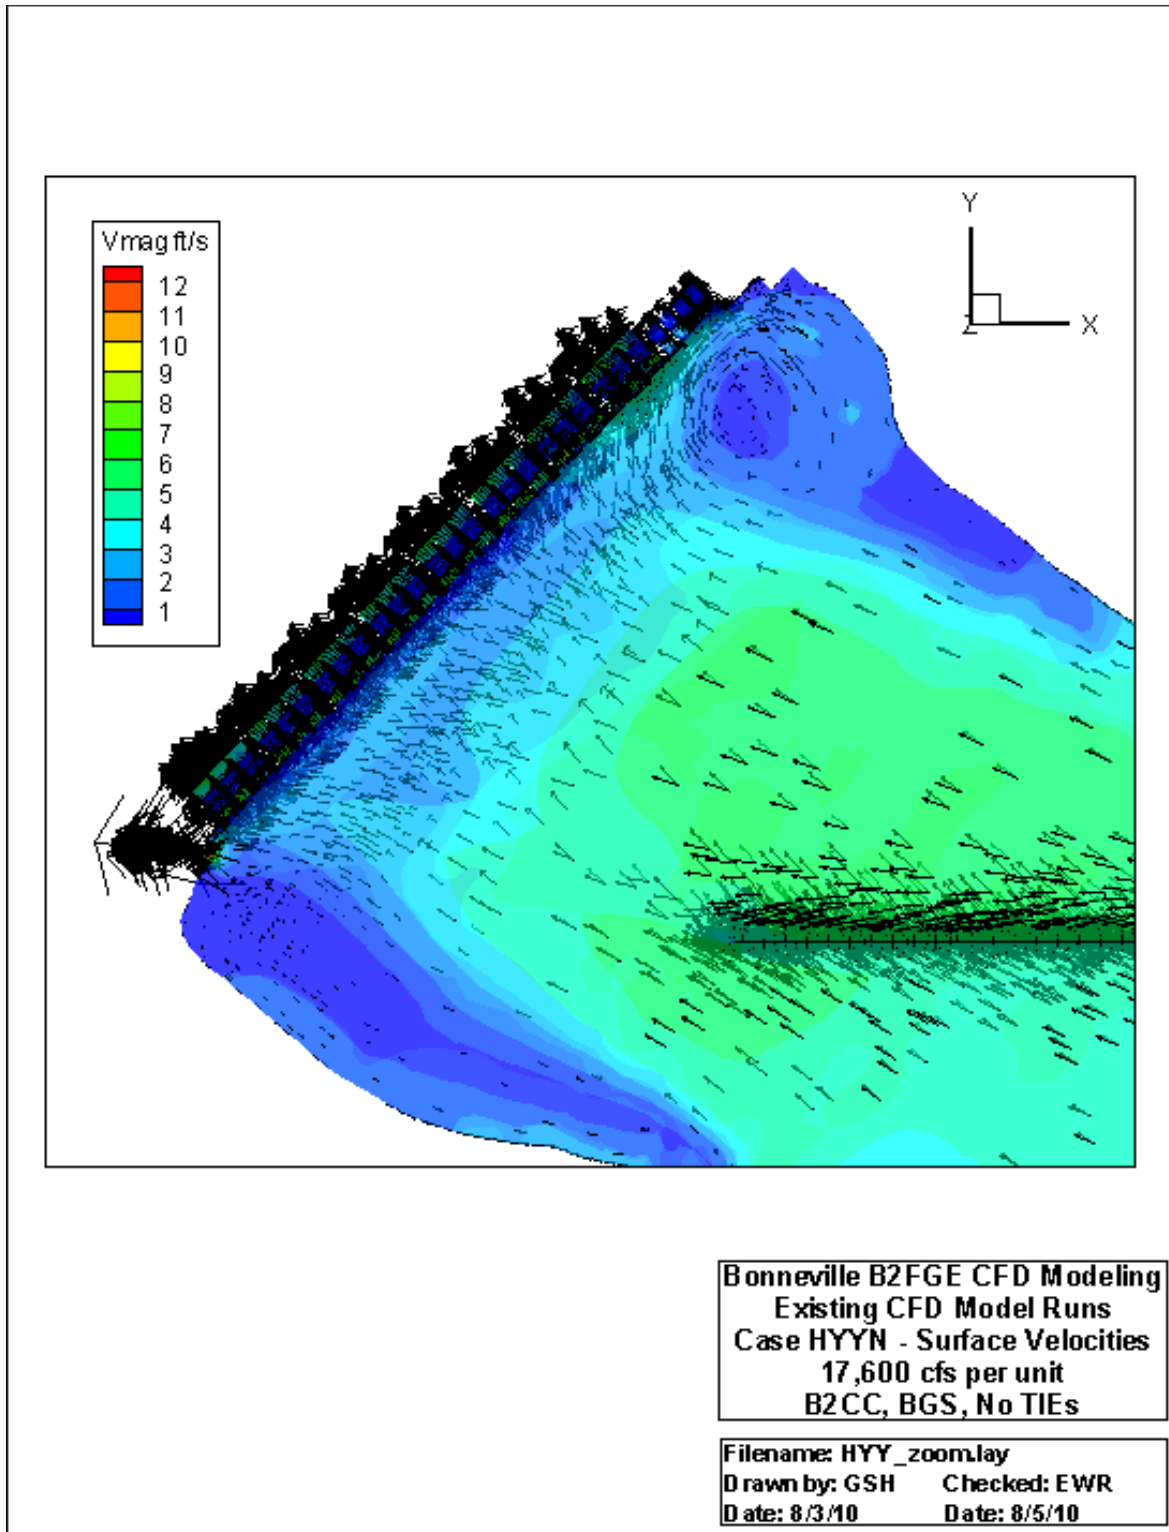 Y
X
Z
Vmag ft/s
12
11
10
9
8
7
6
5
4
3
2
1
Bonneville B2FGE CFD Modeling
Existing CFD Model Runs
Case HYYN - Surface Velocities
17,600 cfs per unit
B2CC, BGS, No TIEs
Filename: HYY_zoom.lay
Drawn by: GSH Checked: EWR
Date: 8/3/10 Date: 8/5/10